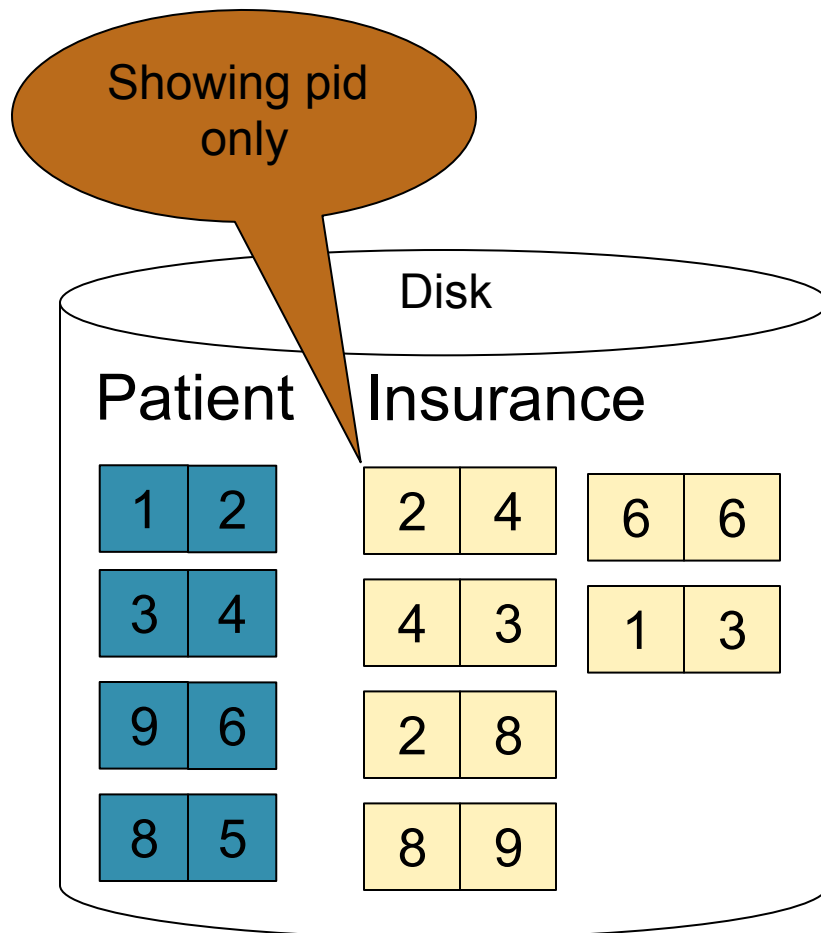 Showing pid
only
Disk
Patient Insurance
1 2 2 4 6 6
3 4 4 3 1 3
9 6 2 8
8 5 8 9